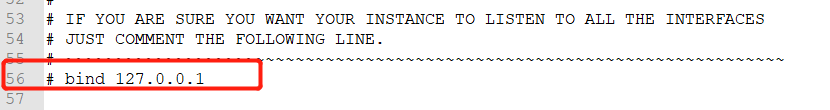 52 #
53 # IF YOU ARE SURE YOU WANT YOUR INSTANCE TO LISTEN TO ALL THE INTERFACES
54 # JUST COMMENT THE FOLLOWING LINE.
55 # ~~~~~~~~~~~~~~~~~~~~~~~~~~~~~~~~~~~~~~~~~~~~~~~~~~~~~~~~~~~~~~~~~~~~~~~~
56 # bind 127.0.0.1
57